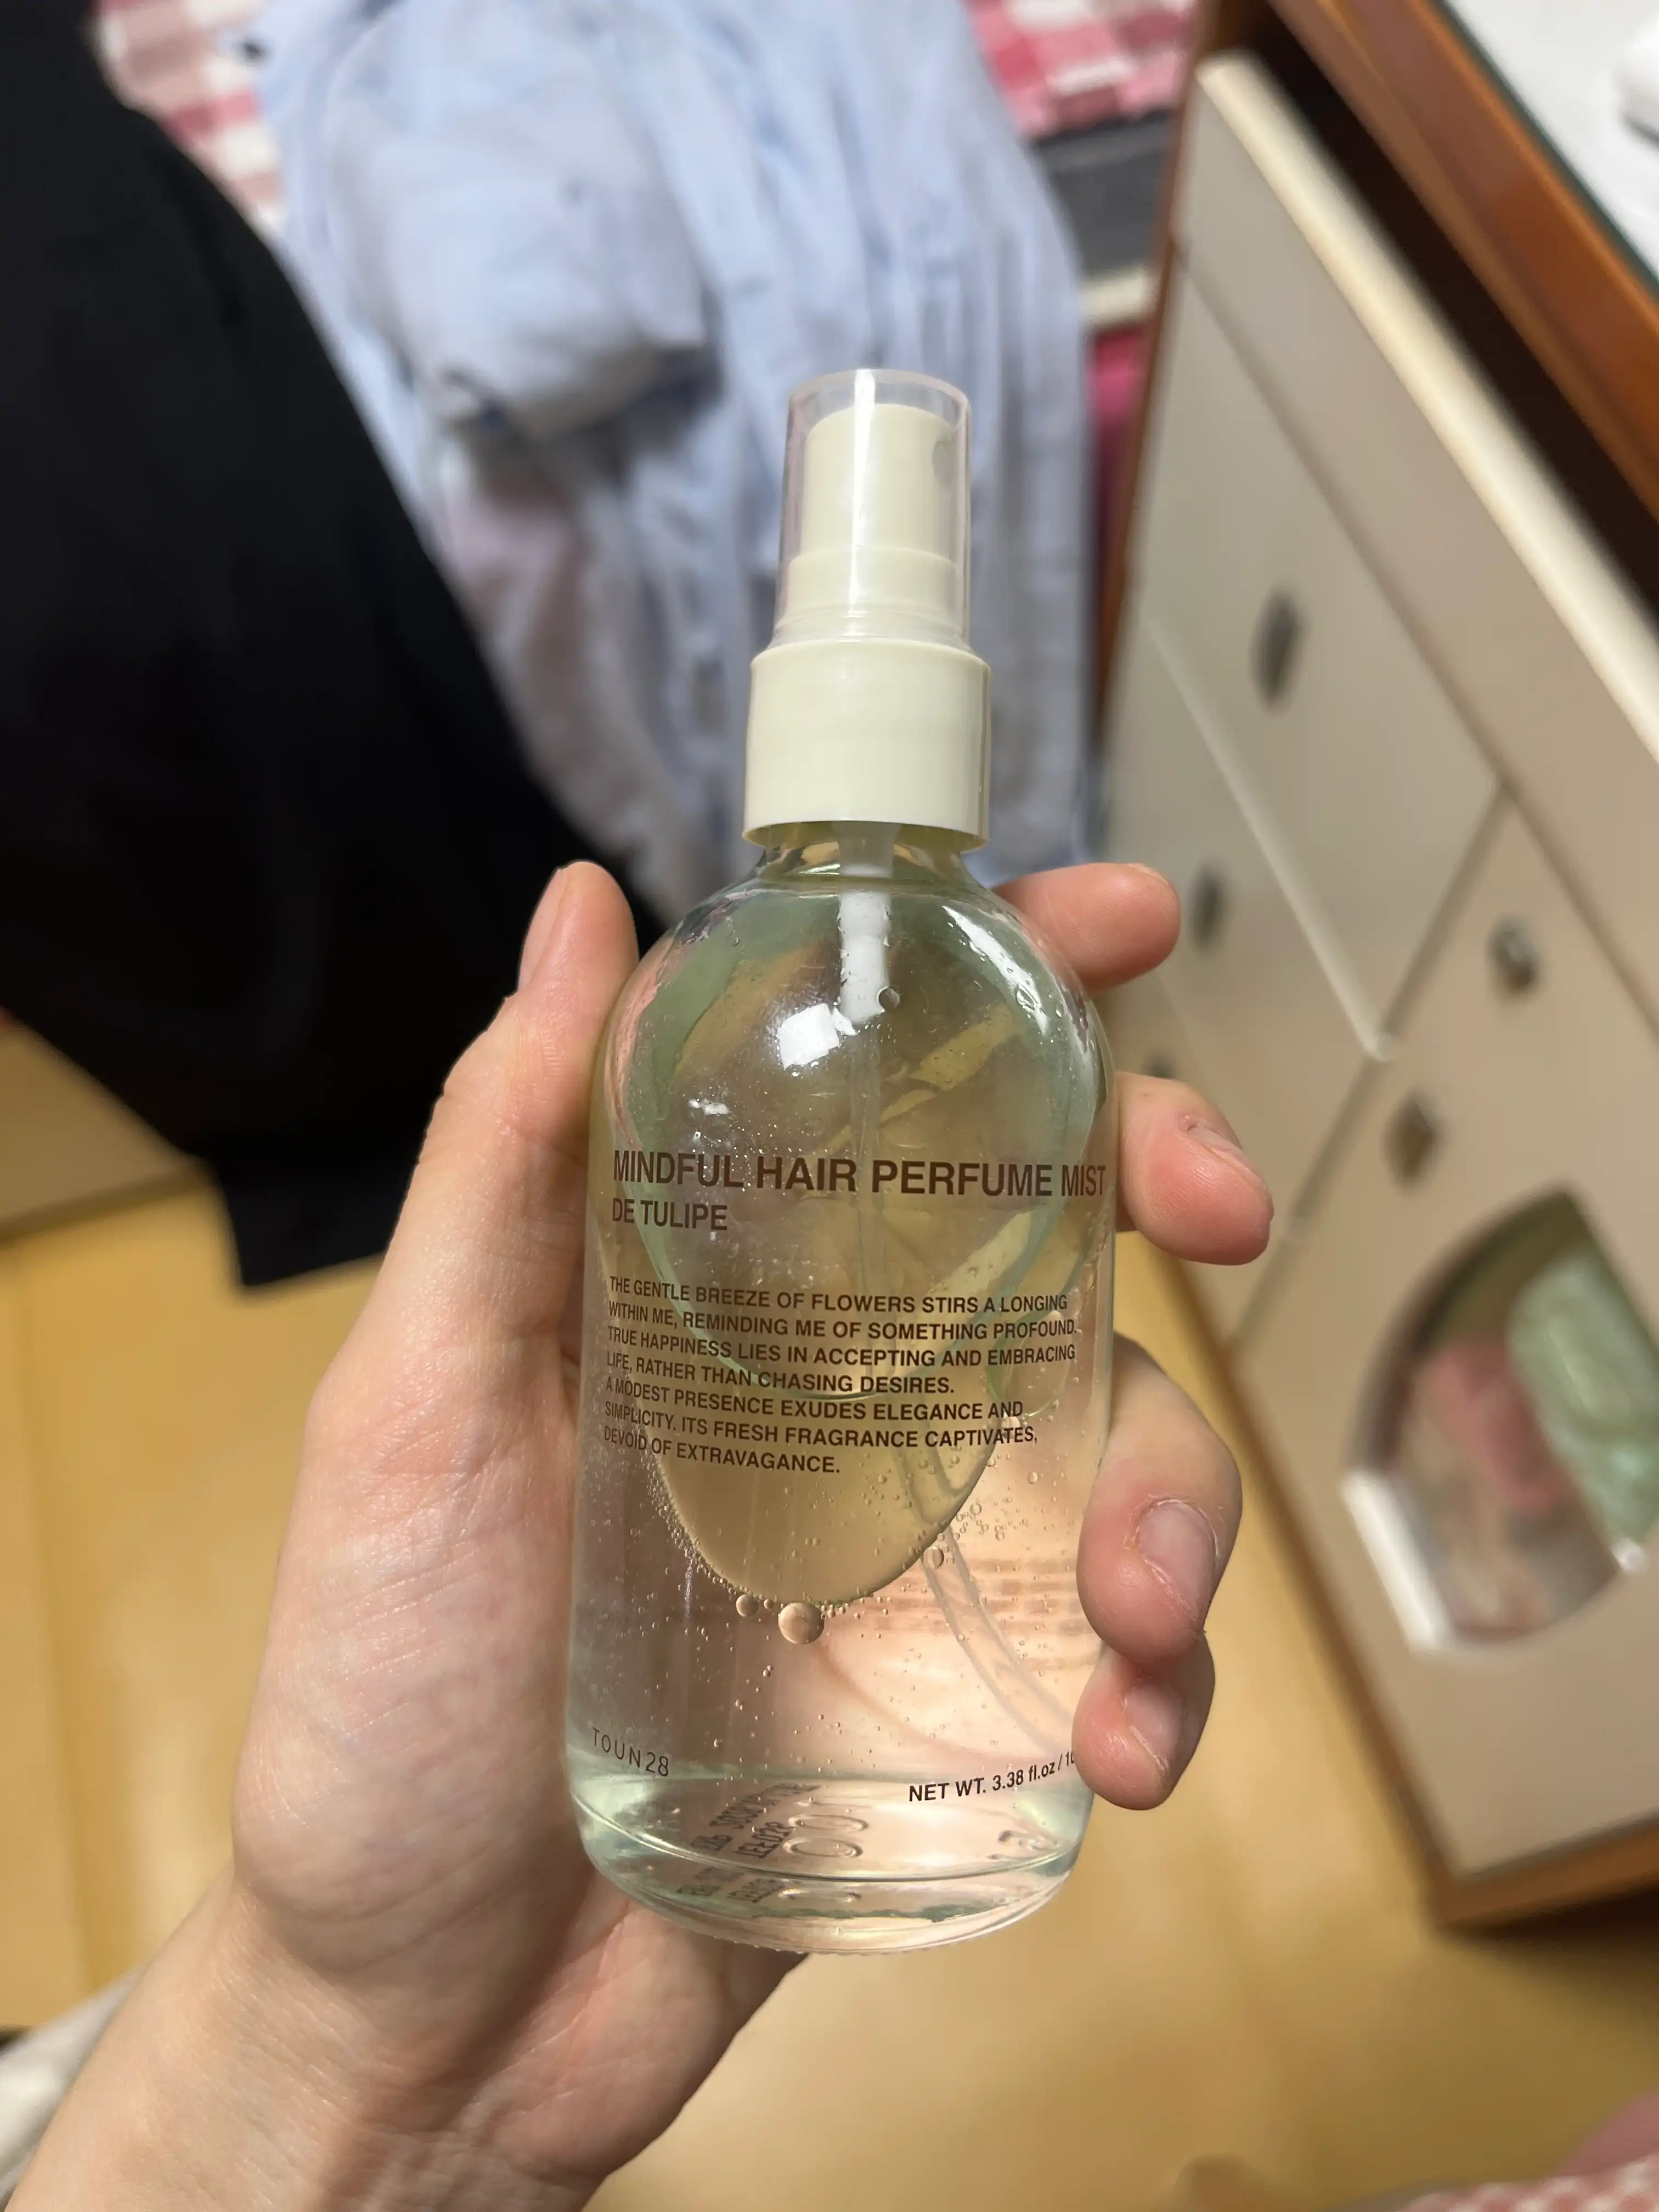 MINDFUL HAIR PERFUME MIST
DE TULIPE
THE GENTLE BREEZE OF FLOWERS STIRS A LONGING
WITHIN ME, REMINDING ME OF SOMETHING PROFOUND.
TRUE HAPPINESS LIES IN ACCEPTING AND EMBRACING
LIFE, RATHER THAN CHASING DESIRES.
A MODEST PRESENCE EXUDES ELEGANCE AND
SIMPLICITY. ITS FRESH FRAGRANCE CAPTIVATES,
DEVOID OF EXTRAVAGANCE.
TOUN28
NET WT. 3.38 fl.oz /